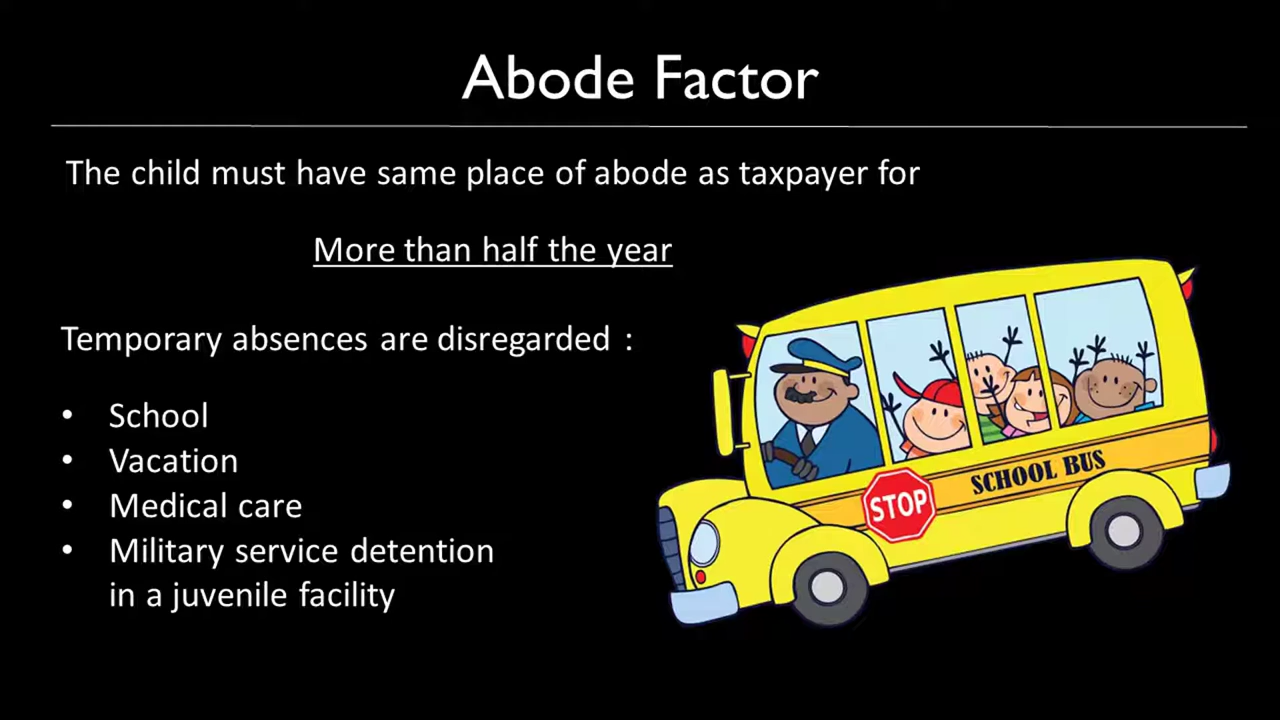 Abode Factor
The child must have same place of abode as taxpayer for
More than half the year
Temporary absences are disregarded :
• School
• Vacation
• Medical care
• Military service detention
in a juvenile facility
SCHOOL BUS
STOP